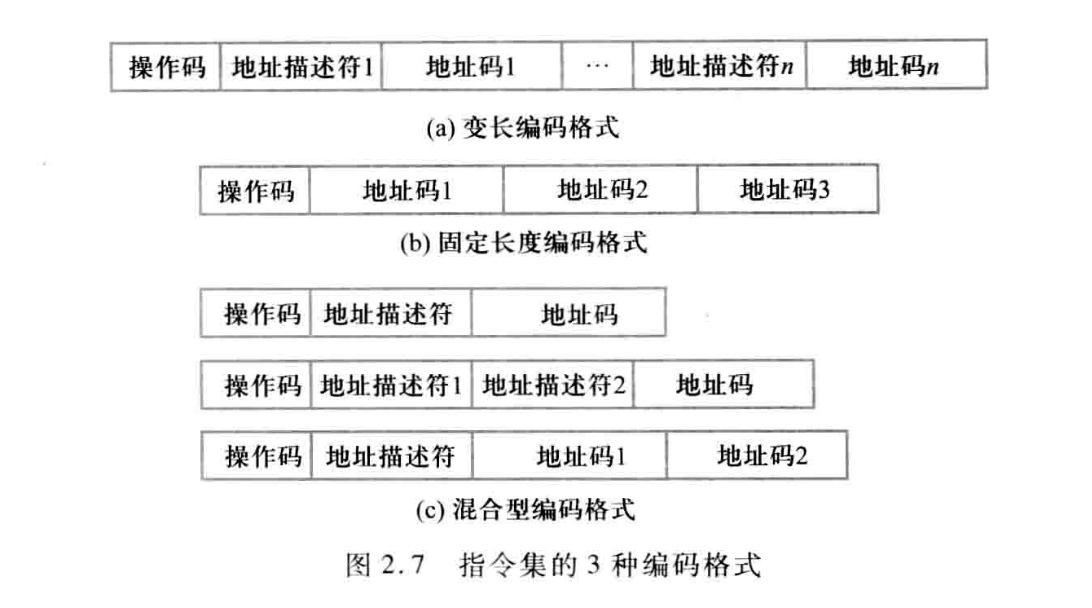 操作码 地址描述符1 地址码1 … 地址描述符n 地址码n
(a) 变长编码格式
操作码 地址码1 地址码2 地址码3
(b) 固定长度编码格式
操作码 地址描述符 地址码
操作码 地址描述符1 地址描述符2 地址码
操作码 地址描述符 地址码1 地址码2
(c) 混合型编码格式
图 2.7 指令集的 3 种编码格式